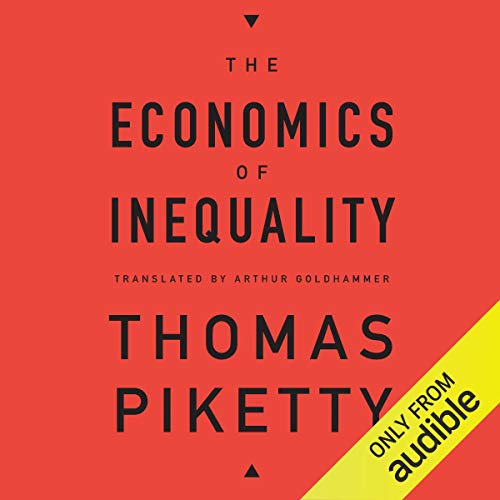 THE
ECONOMICS
OF
INEQUALITY
TRANSLATED BY ARTHUR GOLDHAMMER
THOMAS
PIKETTY
ONLY FROM
audible